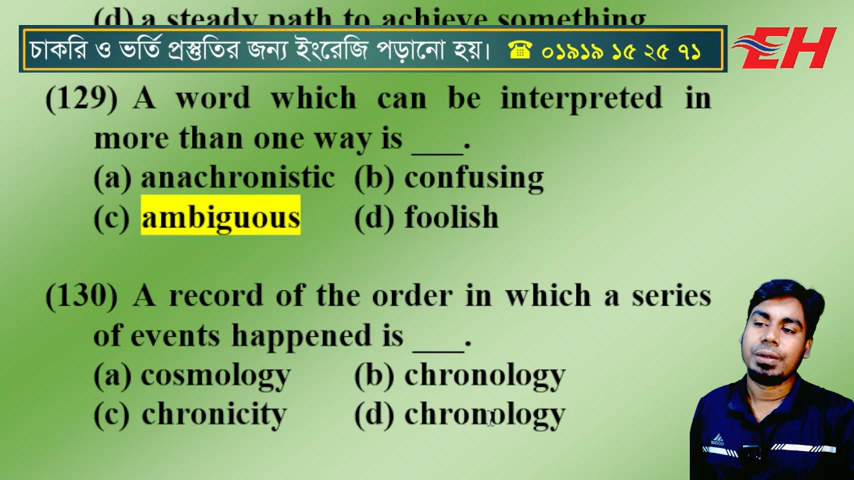 (d) a steady path to achieve something
চাকরি ও ভর্তি প্রস্তুতির জন্য ইংরেজি পড়ানো হয়। ☎ ০১৯১৯ ১৫ ২৫ ৭১
EH
(129) A word which can be interpreted in
more than one way is ___.
(a) anachronistic (b) confusing
(c) ambiguous (d) foolish
(130) A record of the order in which a series
of events happened is ___.
(a) cosmology (b) chronology
(c) chronicity (d) chromology